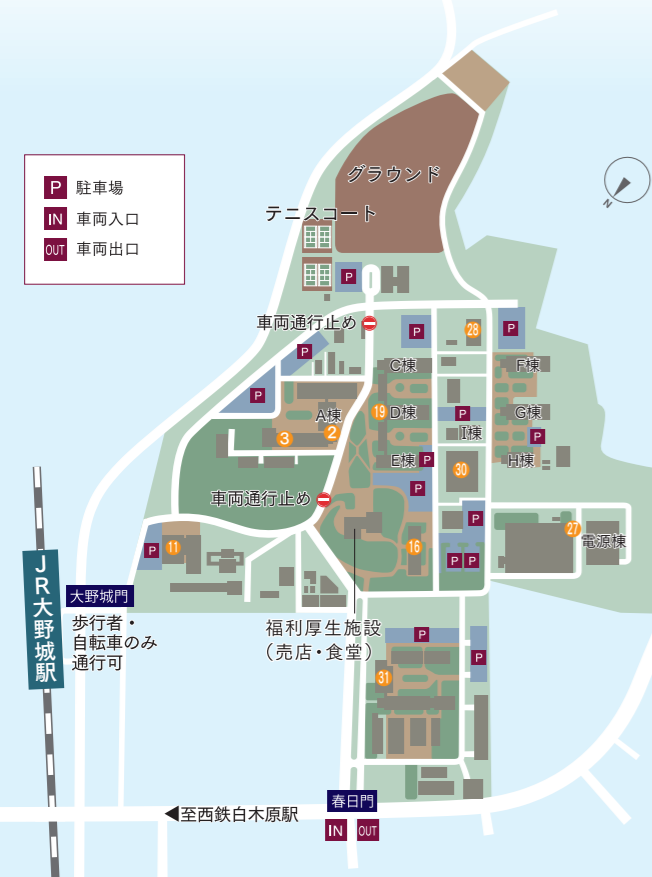 グラウンド
P 駐車場
IN 車両入口
OUT 車両出口
N
テニスコート
P
車両通行止め
P
28
P
P
C棟
F棟
P
A棟
19
D棟
P
G棟
3
2
I棟
P
E棟
P
H棟
30
P
車両通行止め
P
27
電源棟
P
11
16
P
P
JR大野城駅
大野城門
歩行者・
自転車のみ
通行可
福利厚生施設
（売店・食堂）
P
P
31
春日門
◀至西鉄白木原駅
IN OUT